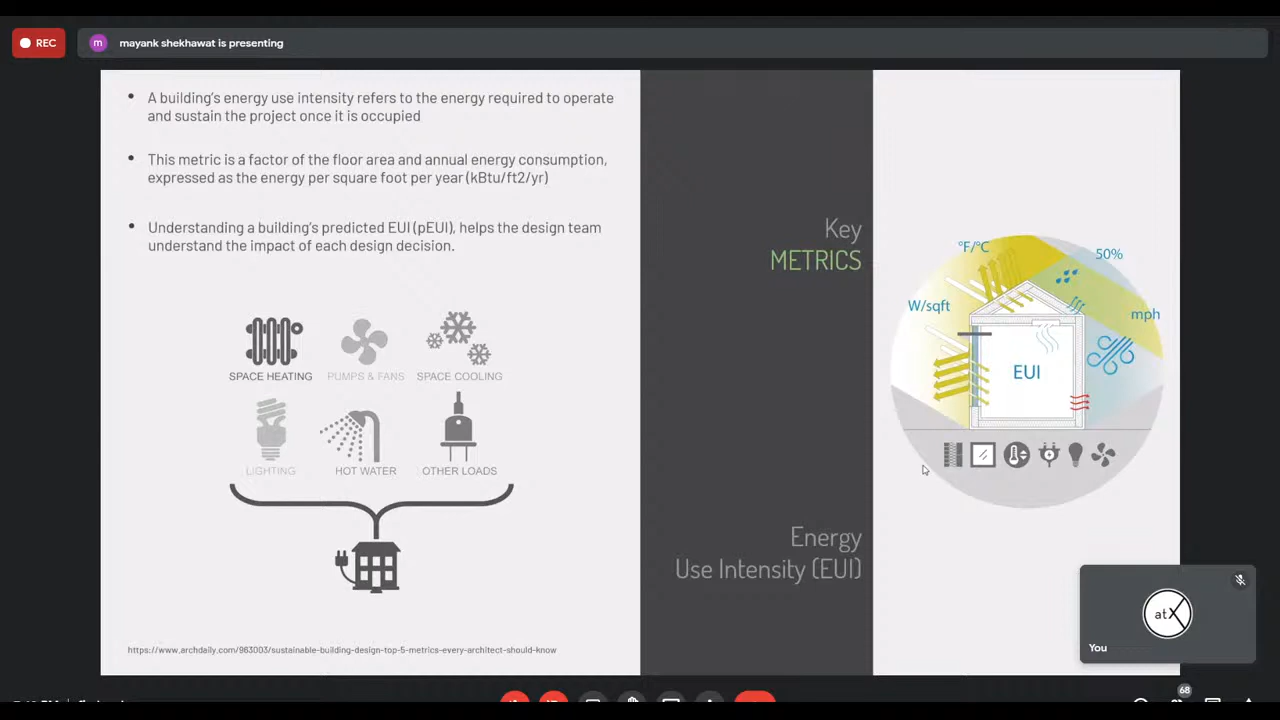 REC
m
mayank shekhawat is presenting
• A building's energy use intensity refers to the energy required to operate
and sustain the project once it is occupied
• This metric is a factor of the floor area and annual energy consumption,
expressed as the energy per square foot per year (kBtu/ft2/yr)
• Understanding a building's predicted EUI (pEUI), helps the design team
understand the impact of each design decision.
SPACE HEATING
PUMPS & FANS
SPACE COOLING
LIGHTING
HOT WATER
OTHER LOADS
https://www.archdaily.com/963003/sustainable-building-design-top-5-metrics-every-architect-should-know
Key
METRICS
Energy
Use Intensity (EUI)
°F/°C
50%
W/sqft
mph
EUI
atX
You
68